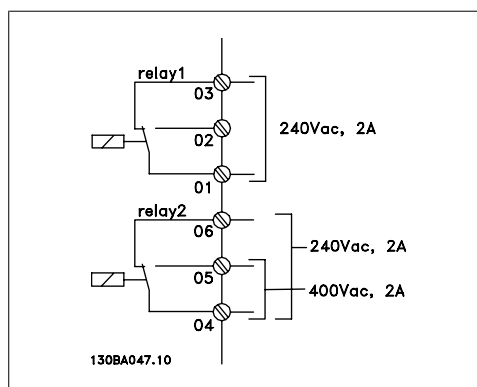 relay1
03
02
240Vac, 2A
01
relay2
06
240Vac, 2A
05
400Vac, 2A
04
130BA047.10